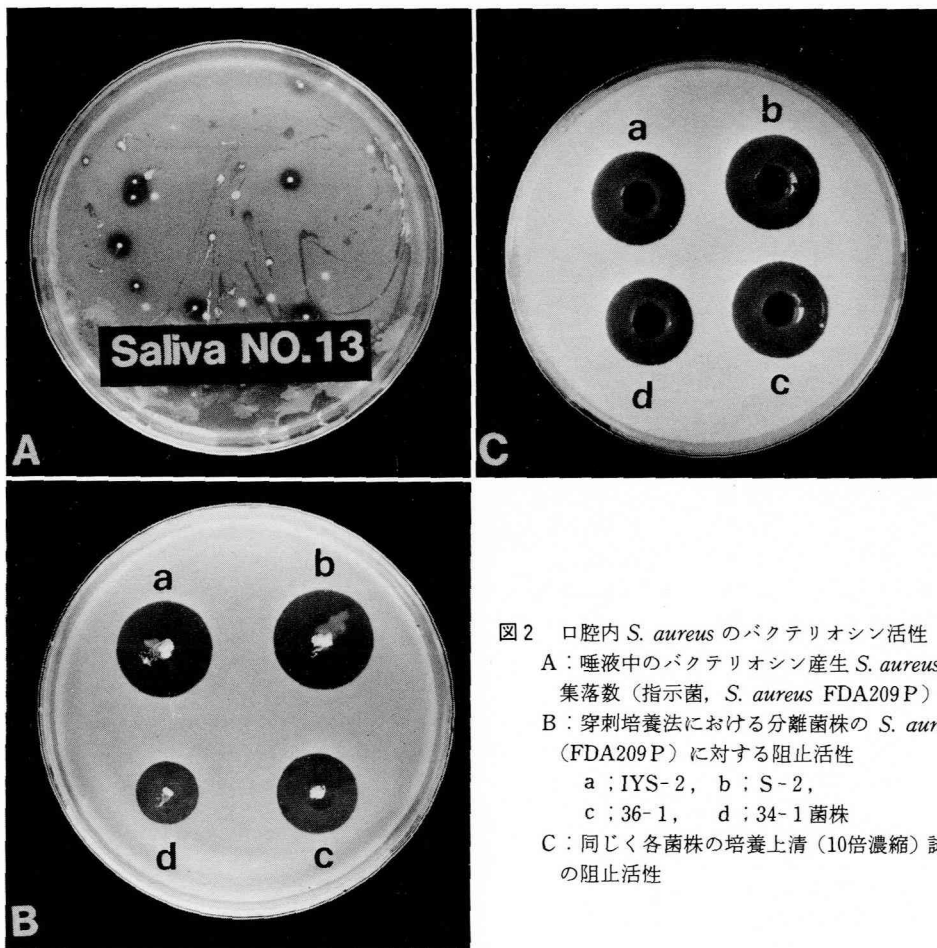 Saliva NO.13
A
a
b
d
c
C
a
b
d
c
B
図2 口腔内 S. aureus のバクテリオシン活性
A：唾液中のバクテリオシン産生 S. aureus
集落数（指示菌，S. aureus FDA209P）
B：穿刺培養法における分離菌株の S. aur
（FDA209P）に対する阻止活性
a；IYS-2， b；S-2，
c；36-1， d；34-1菌株
C：同じく各菌株の培養上清（10倍濃縮）
の阻止活性